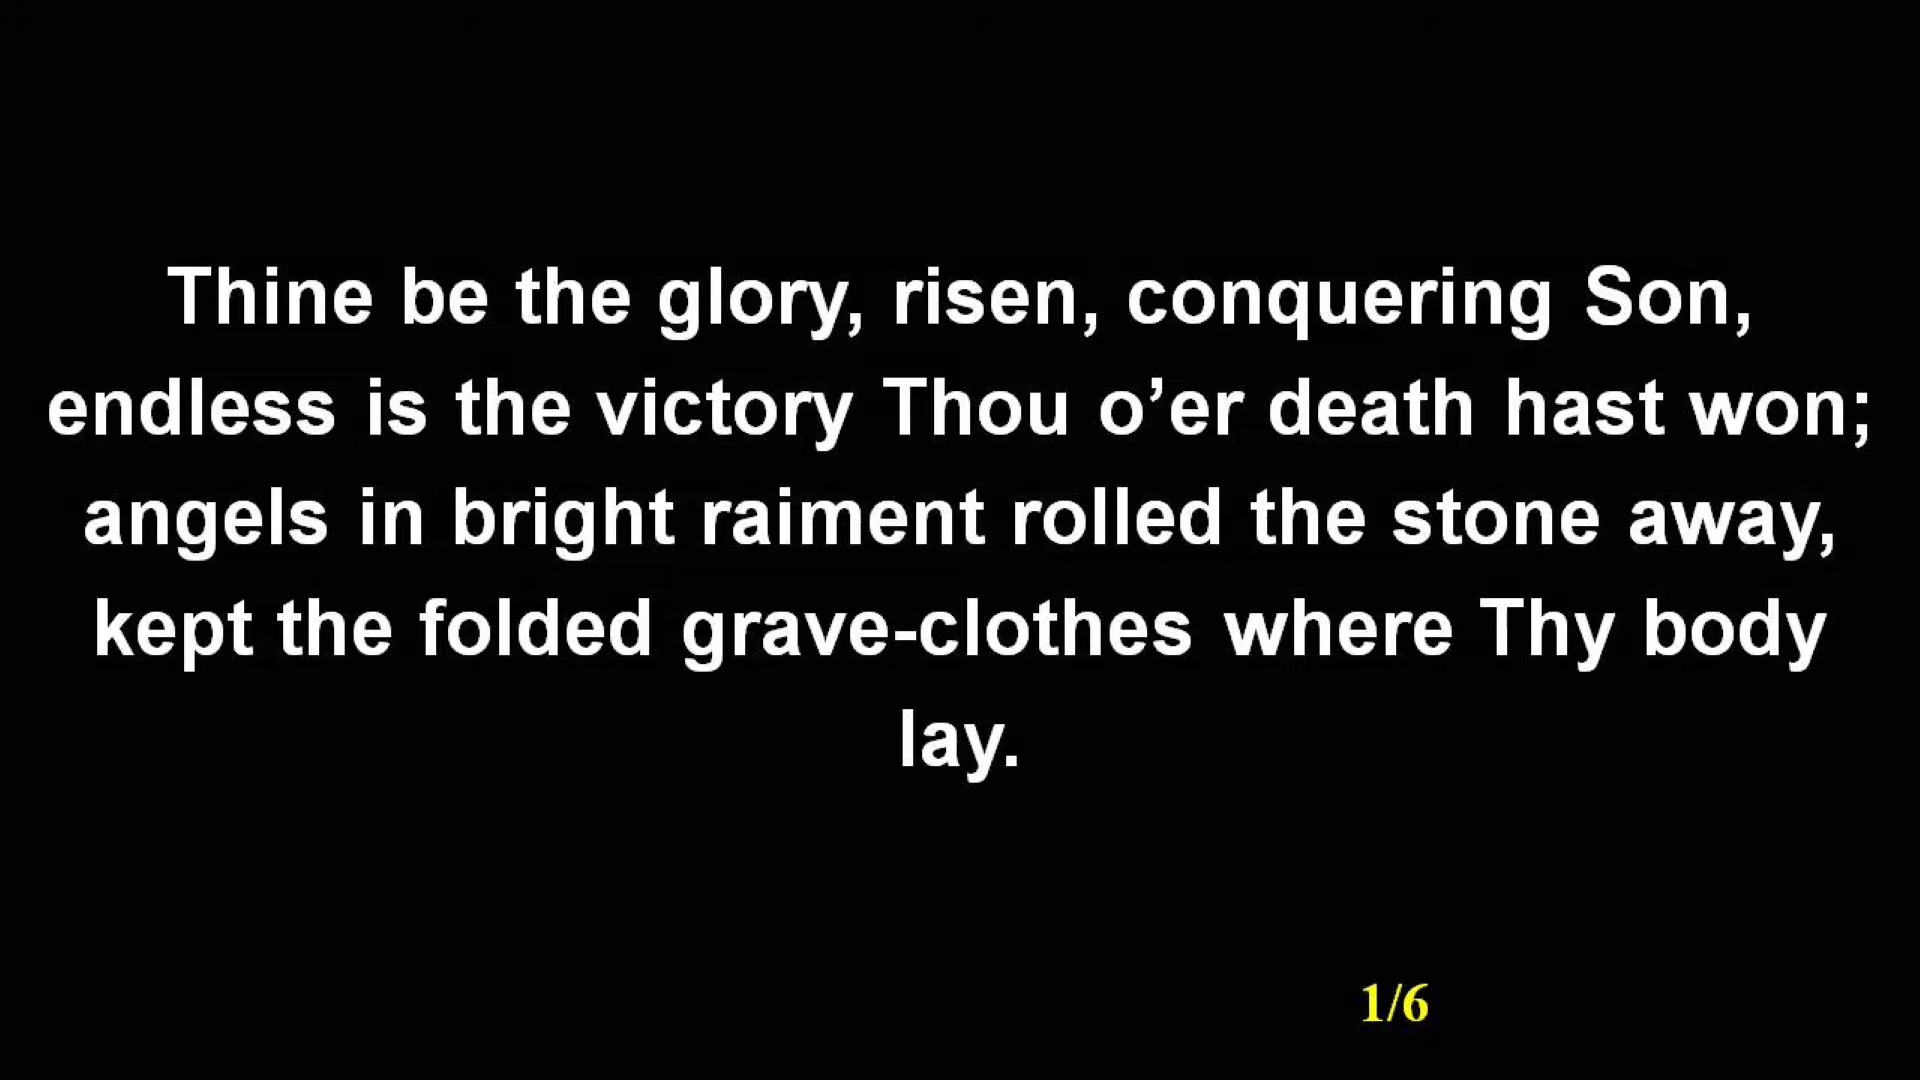 Thine be the glory, risen, conquering Son,
endless is the victory Thou o’er death hast won;
angels in bright raiment rolled the stone away,
kept the folded grave-clothes where Thy body
lay.
1/6